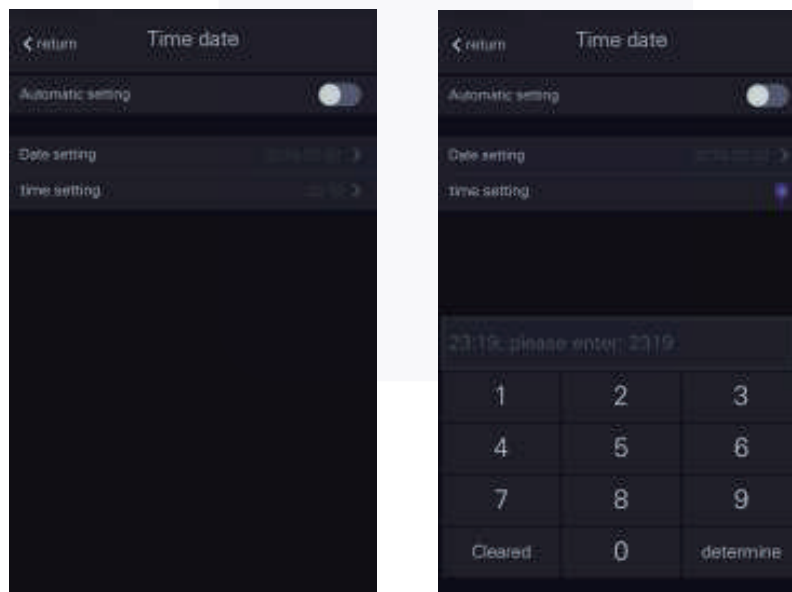 return
Time date
Automatic setting
Date setting
time setting
return
Time date
Automatic setting
Date setting
time setting
23:19, please enter: 2319
1 2 3
4 5 6
7 8 9
Cleared 0 determine